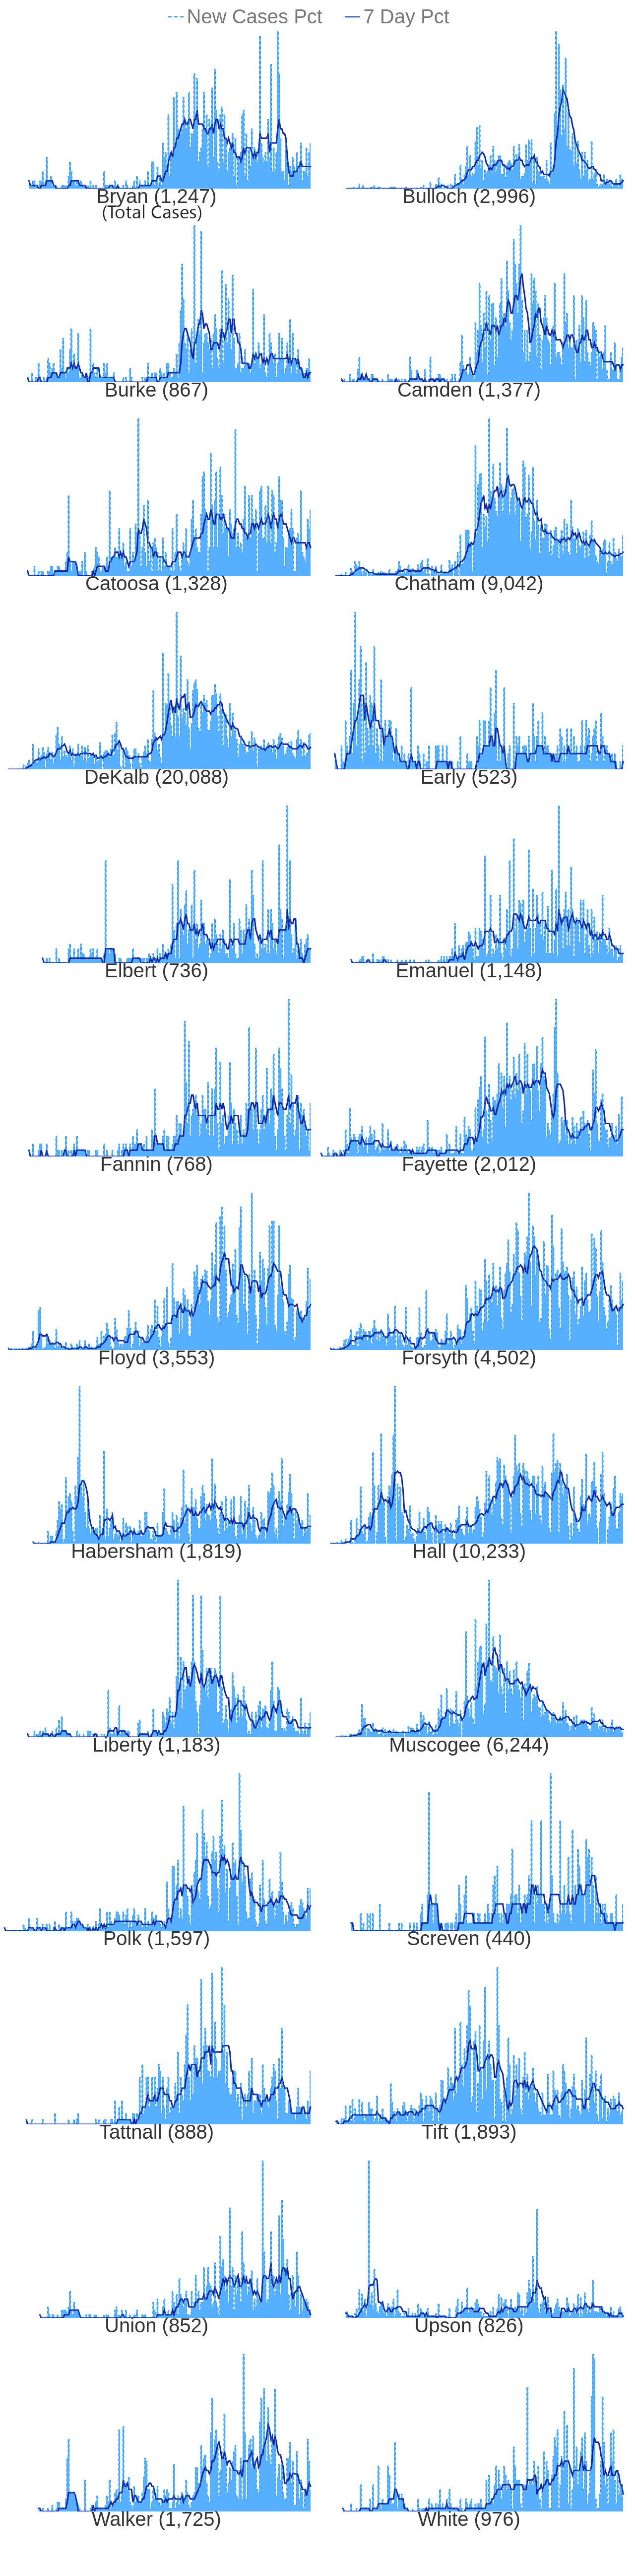 New Cases Pct 7 Day Pct
Bryan (1,247) Bulloch (2,996)
(Total Cases)
Burke (867) Camden (1,377)
Catoosa (1,328) Chatham (9,042)
DeKalb (20,088) Early (523)
Elbert (736) Emanuel (1,148)
Fannin (768) Fayette (2,012)
Floyd (3,553) Forsyth (4,502)
Habersham (1,819) Hall (10,233)
Liberty (1,183) Muscogee (6,244)
Polk (1,597) Screven (440)
Tattnall (888) Tift (1,893)
Union (852) Upson (826)
Walker (1,725) White (976)